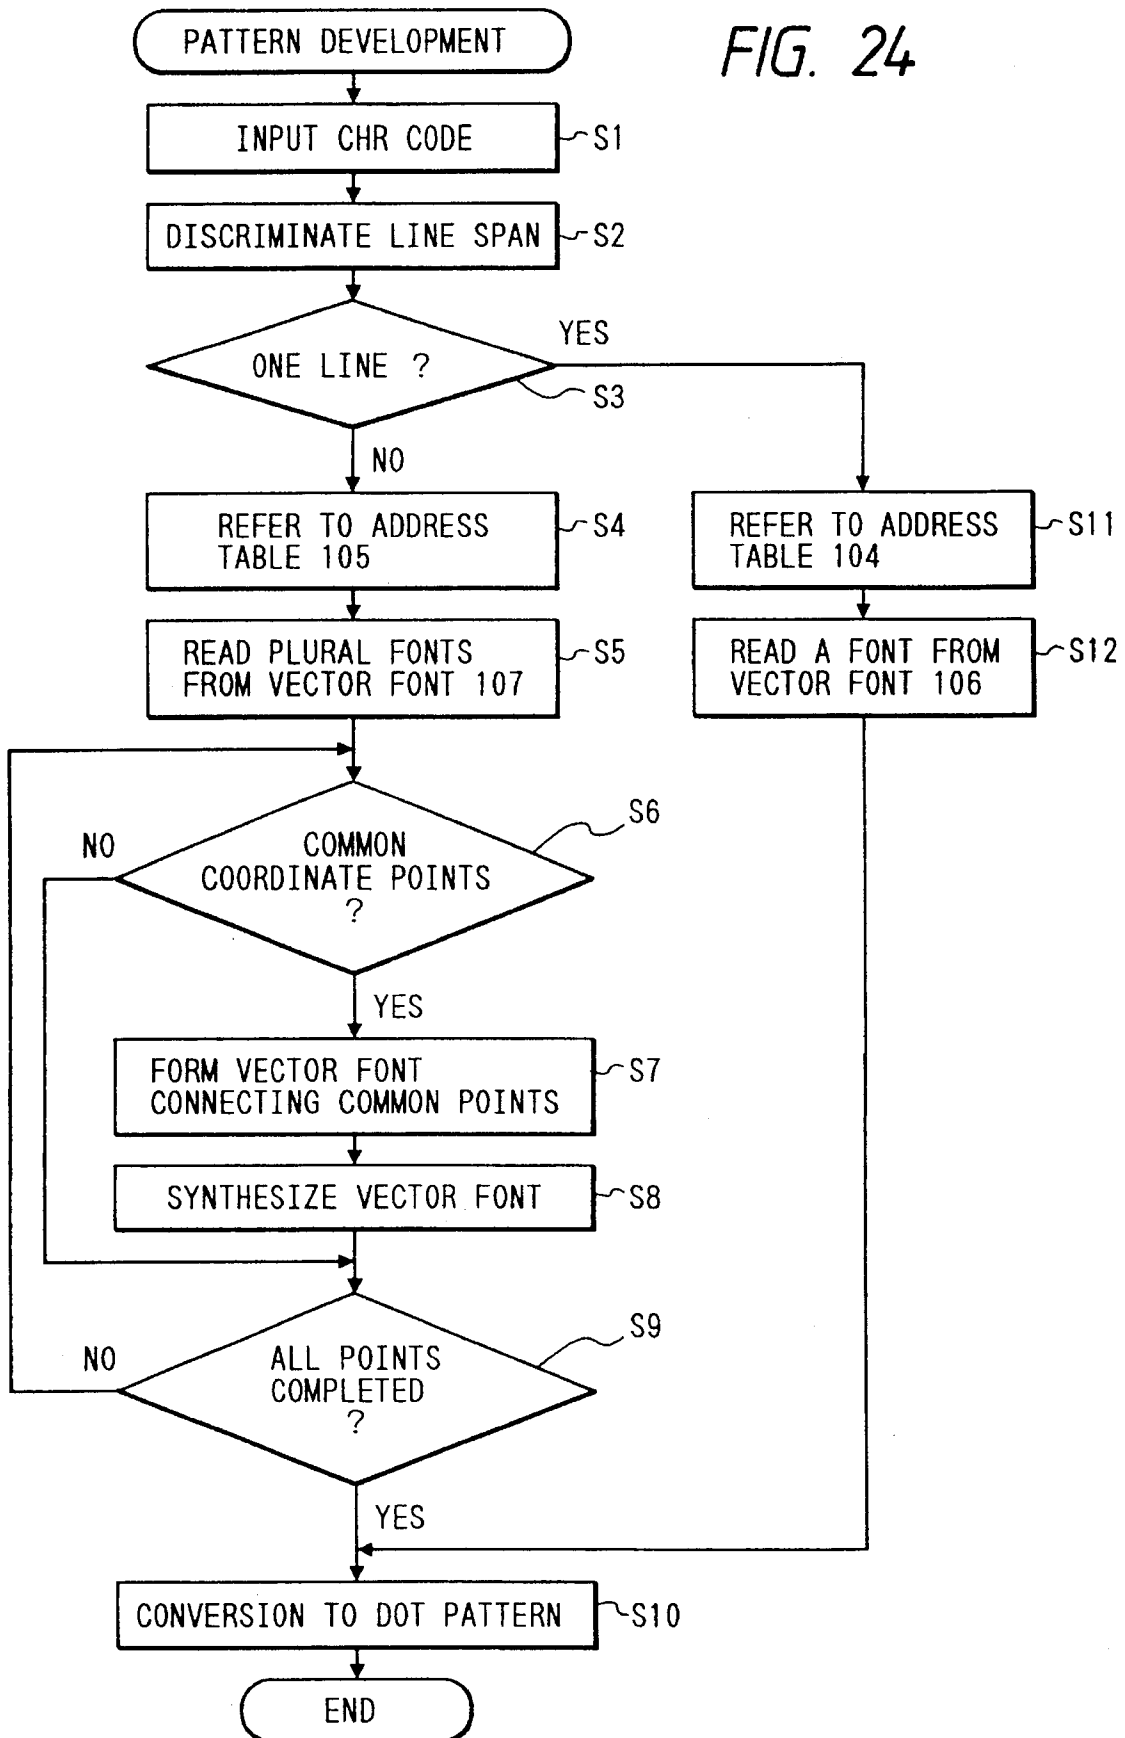 PATTERN DEVELOPMENT
FIG. 24
INPUT CHR CODE
S1
DISCRIMINATE LINE SPAN
S2
ONE LINE ?
YES
S3
NO
REFER TO ADDRESS
TABLE 105
S4
REFER TO ADDRESS
TABLE 104
S11
READ PLURAL FONTS
FROM VECTOR FONT 107
S5
READ A FONT FROM
VECTOR FONT 106
S12
COMMON
COORDINATE POINTS
?
S6
NO
YES
FORM VECTOR FONT
CONNECTING COMMON POINTS
S7
SYNTHESIZE VECTOR FONT
S8
ALL POINTS
COMPLETED
?
S9
NO
YES
CONVERSION TO DOT PATTERN
S10
END